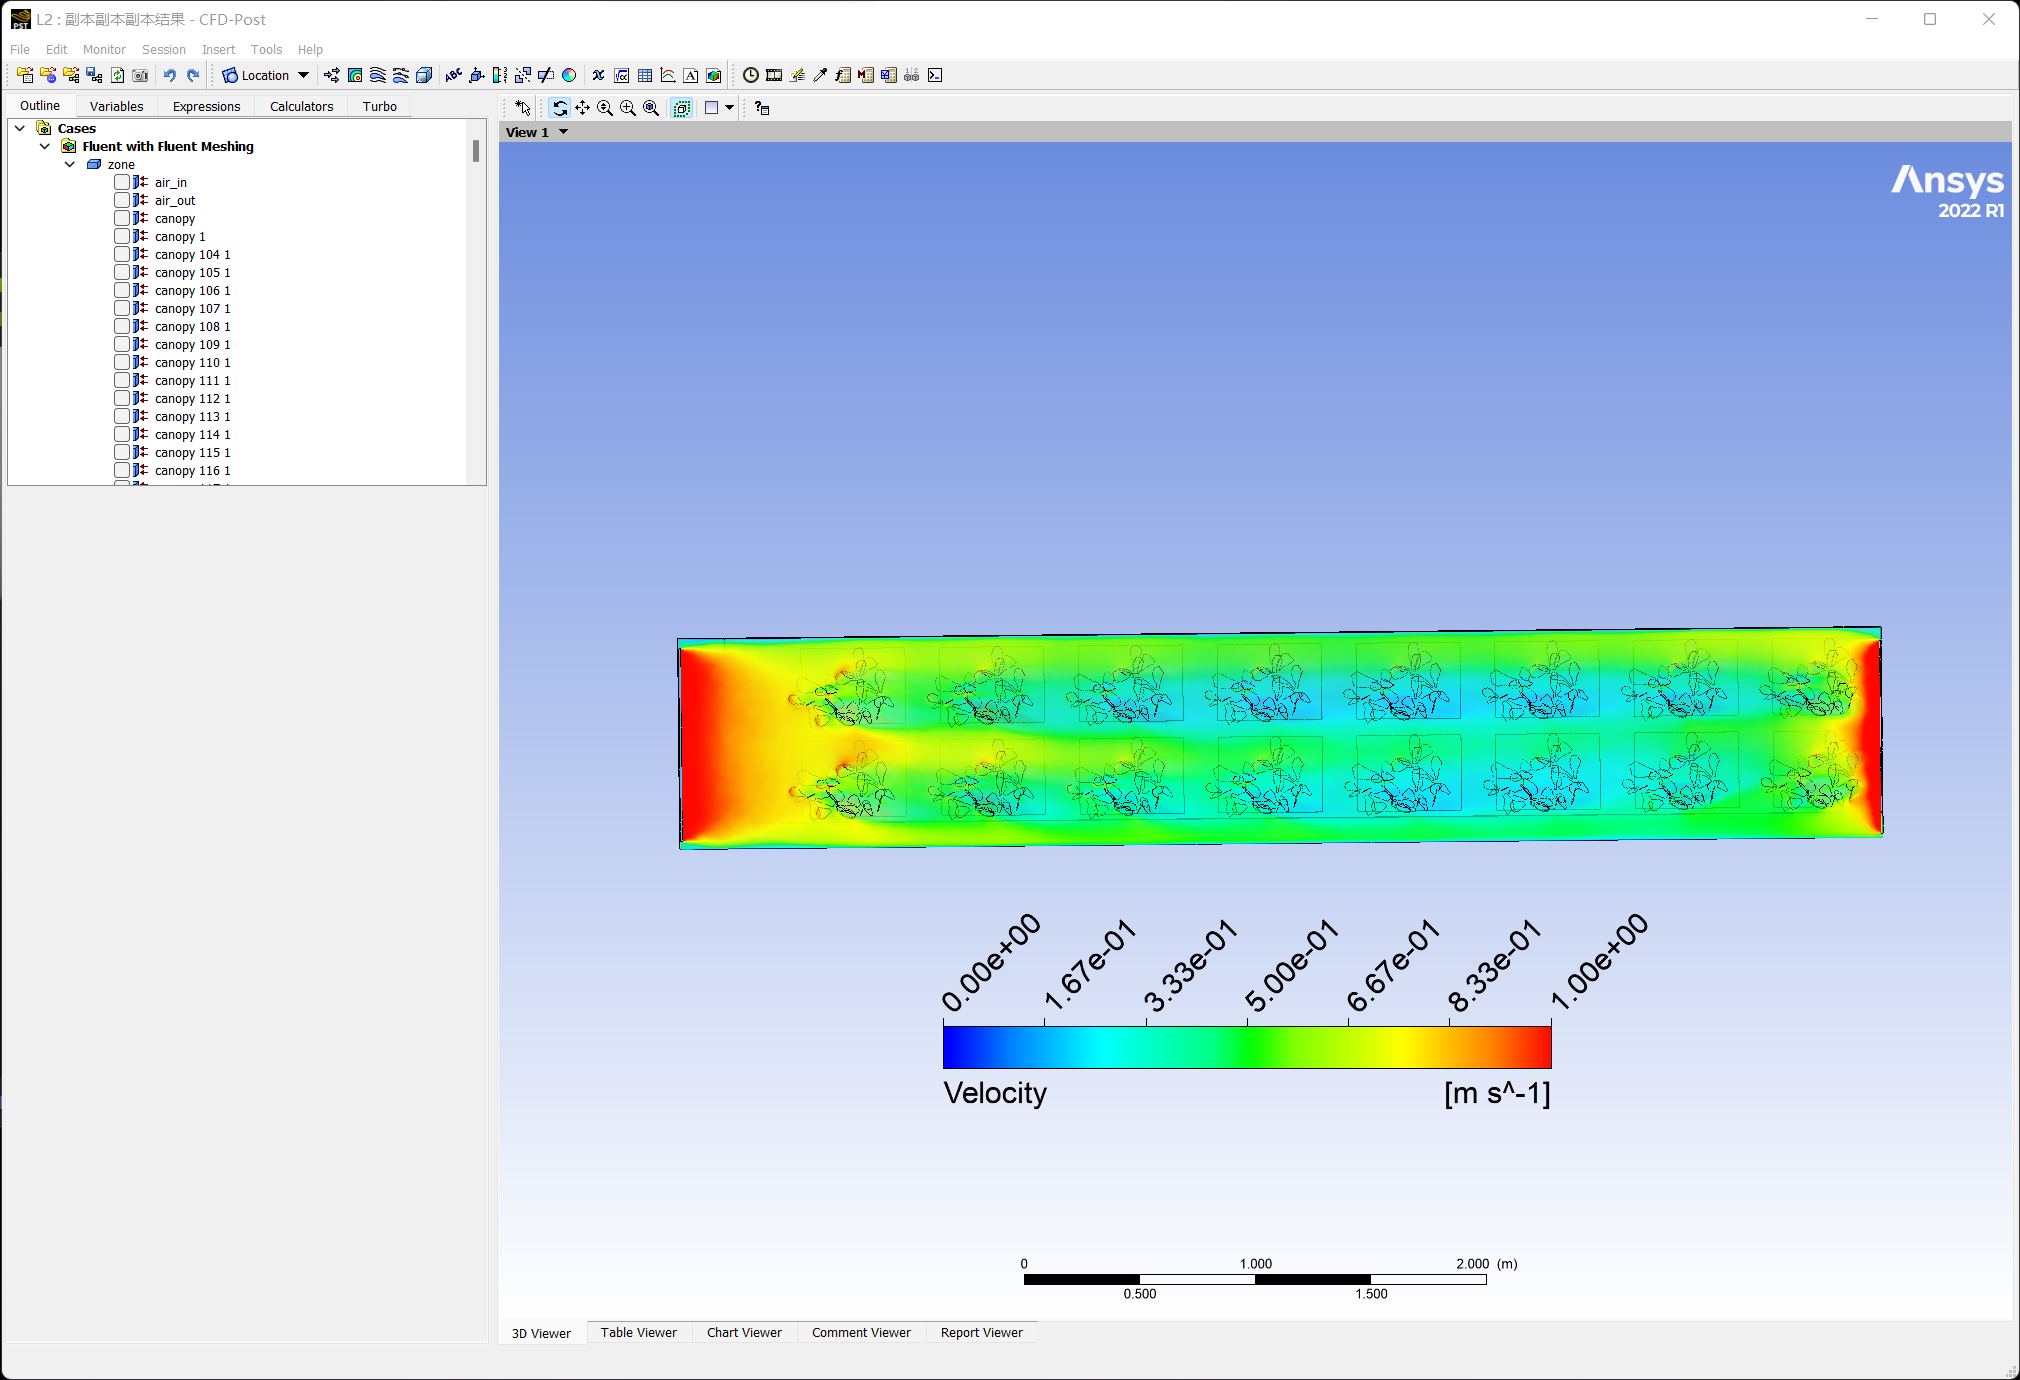 L2 : 副本副本副本结果 - CFD-Post
File Edit Monitor Session Insert Tools Help
Location
Outline Variables Expressions Calculators Turbo
Cases
Fluent with Fluent Meshing
zone
air_in
air_out
canopy
canopy 1
canopy 104 1
canopy 105 1
canopy 106 1
canopy 107 1
canopy 108 1
canopy 109 1
canopy 110 1
canopy 111 1
canopy 112 1
canopy 113 1
canopy 114 1
canopy 115 1
canopy 116 1
View 1
Ansys
2022 R1
0.00e+00 1.67e-01 3.33e-01 5.00e-01 6.67e-01 8.33e-01 1.00e+00
Velocity [m s^-1]
0 1.000 2.000 (m)
0.500 1.500
3D Viewer Table Viewer Chart Viewer Comment Viewer Report Viewer